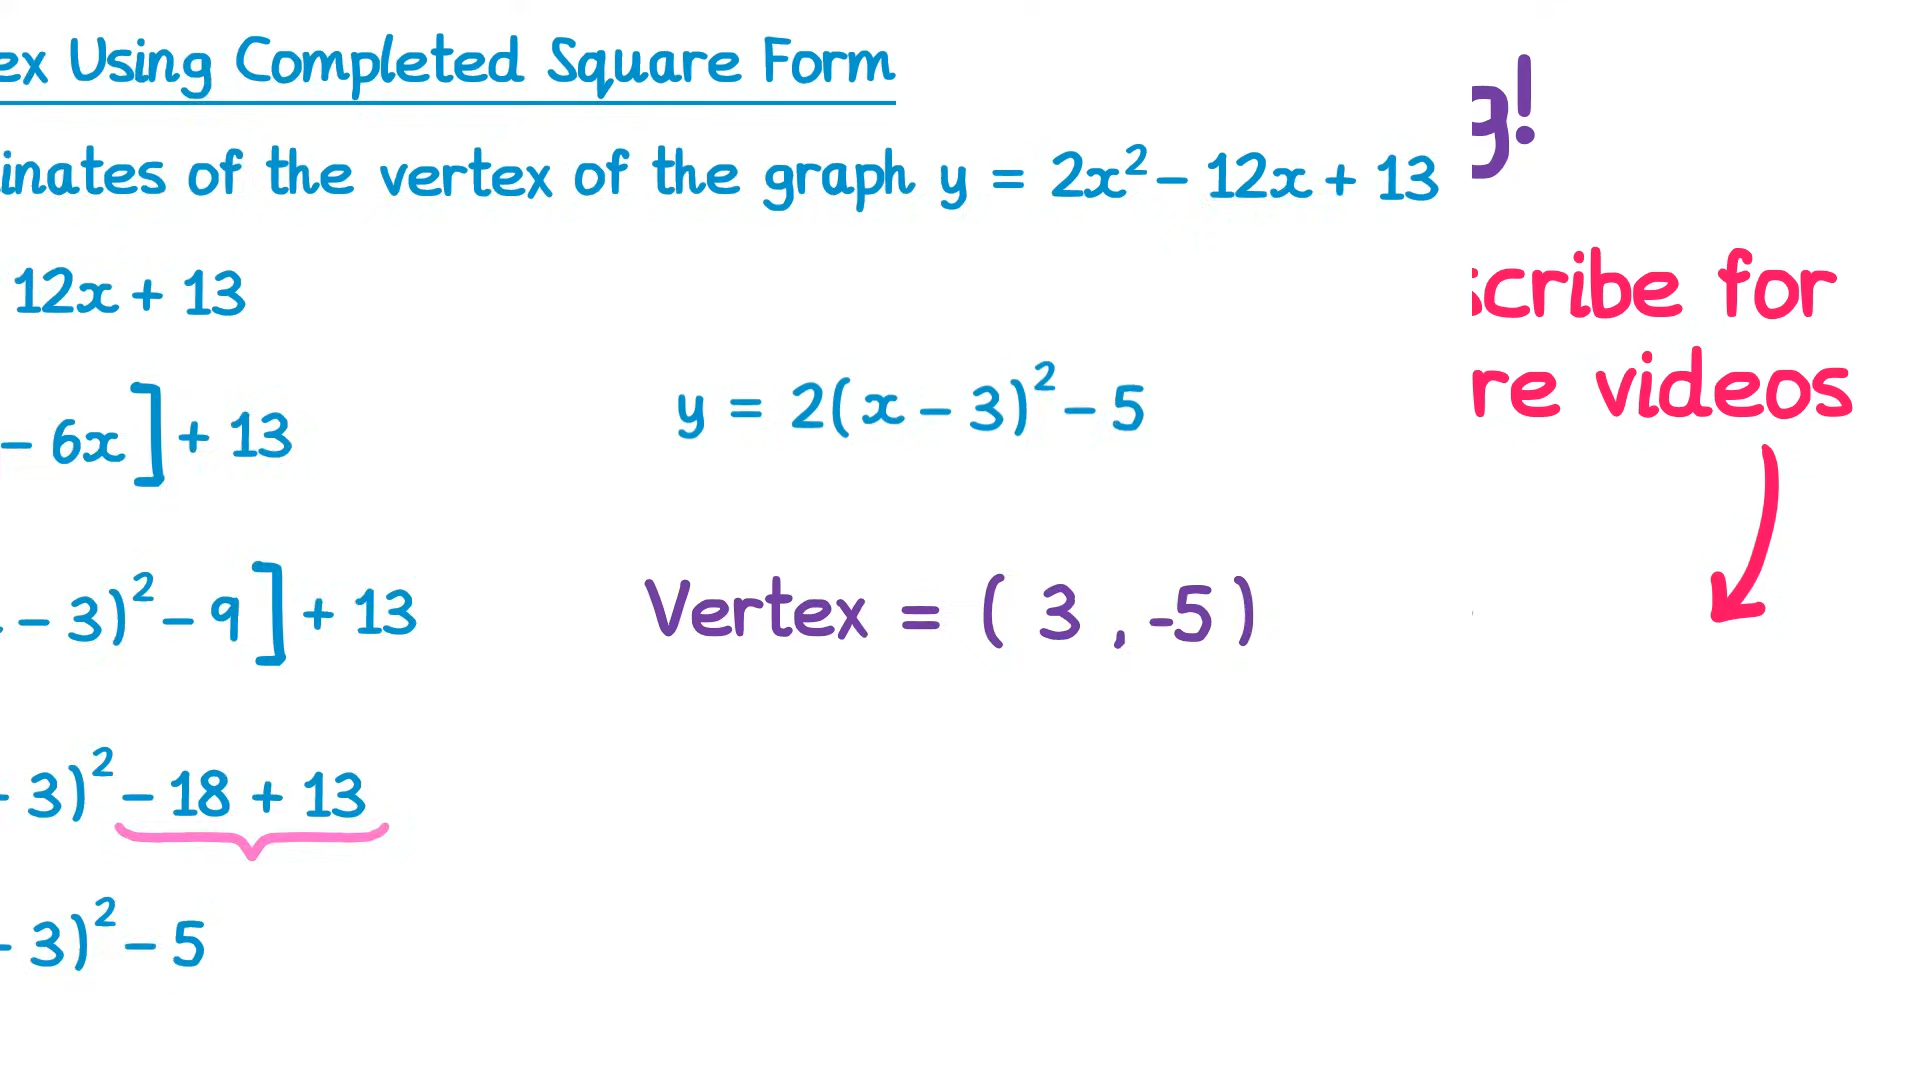 ex Using Completed Square Form
inates of the vertex of the graph y = 2x² – 12x + 13
12x + 13
– 6x ] + 13
– 3)² – 9 ] + 13
– 3)² – 18 + 13
– 3)² – 5
y = 2(x – 3)² – 5
Vertex = ( 3 , -5 )
g!
scribe for
re videos